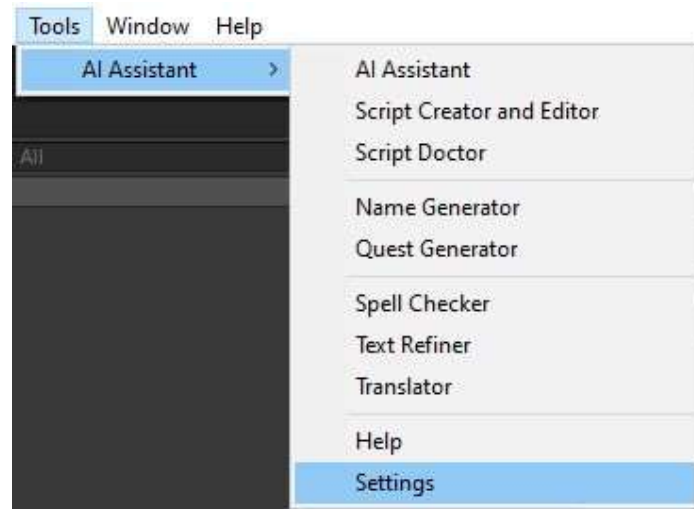 Tools Window Help
AI Assistant >
AI Assistant
Script Creator and Editor
Script Doctor
Name Generator
Quest Generator
Spell Checker
Text Refiner
Translator
Help
Settings
All